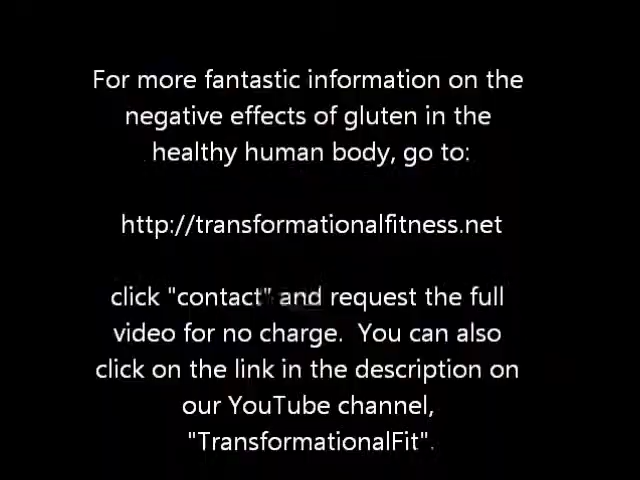 For more fantastic information on the
negative effects of gluten in the
healthy human body, go to:
http://transformationalfitness.net
click "contact" and request the full
video for no charge.  You can also
click on the link in the description on
our YouTube channel,
"TransformationalFit".